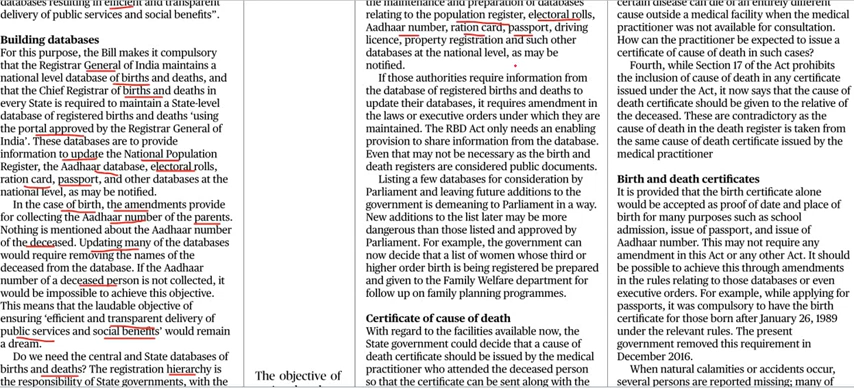 databases resulting in efficient and transparent
delivery of public services and social benefits".
Building databases
For this purpose, the Bill makes it compulsory
that the Registrar General of India maintains a
national level database of births and deaths, and
that the Chief Registrar of births and deaths in
every State is required to maintain a State-level
database of registered births and deaths 'using
the portal approved by the Registrar General of
India'. These databases are to provide
information to update the National Population
Register, the Aadhaar database, electoral rolls,
ration card, passport, and other databases at the
national level, as may be notified.
In the case of birth, the amendments provide
for collecting the Aadhaar number of the parents.
Nothing is mentioned about the Aadhaar number
of the deceased. Updating many of the databases
would require removing the names of the
deceased from the database. If the Aadhaar
number of a deceased person is not collected, it
would be impossible to achieve this objective.
This means that the laudable objective of
ensuring 'efficient and transparent delivery of
public services and social benefits' would remain
a dream.
Do we need the central and State databases of
births and deaths? The registration hierarchy is
the responsibility of State governments, with the
The objective of
the maintenance and preparation of databases
relating to the population register, electoral rolls,
Aadhaar number, ration card, passport, driving
licence, property registration and such other
databases at the national level, as may be
notified.
If those authorities require information from
the database of registered births and deaths to
update their databases, it requires amendment in
the laws or executive orders under which they are
maintained. The RBD Act only needs an enabling
provision to share information from the database.
Even that may not be necessary as the birth and
death registers are considered public documents.
Listing a few databases for consideration by
Parliament and leaving future additions to the
government is demeaning to Parliament in a way.
New additions to the list later may be more
dangerous than those listed and approved by
Parliament. For example, the government can
now decide that a list of women whose third or
higher order birth is being registered be prepared
and given to the Family Welfare department for
follow up on family planning programmes.
Certificate of cause of death
With regard to the facilities available now, the
State government could decide that a cause of
death certificate should be issued by the medical
practitioner who attended the deceased person
so that the certificate can be sent along with the
certain disease can die of an entirely different
cause outside a medical facility when the medical
practitioner was not available for consultation.
How can the practitioner be expected to issue a
certificate of cause of death in such cases?
Fourth, while Section 17 of the Act prohibits
the inclusion of cause of death in any certificate
issued under the Act, it now says that the cause of
death certificate should be given to the relative of
the deceased. These are contradictory as the
cause of death in the death register is taken from
the same cause of death certificate issued by the
medical practitioner
Birth and death certificates
It is provided that the birth certificate alone
would be accepted as proof of date and place of
birth for many purposes such as school
admission, issue of passport, and issue of
Aadhaar number. This may not require any
amendment in this Act or any other Act. It should
be possible to achieve this through amendments
in the rules relating to those databases or even
executive orders. For example, while applying for
passports, it was compulsory to have the birth
certificate for those born after January 26, 1989
under the relevant rules. The present
government removed this requirement in
December 2016.
When natural calamities or accidents occur,
several persons are reported missing; many of